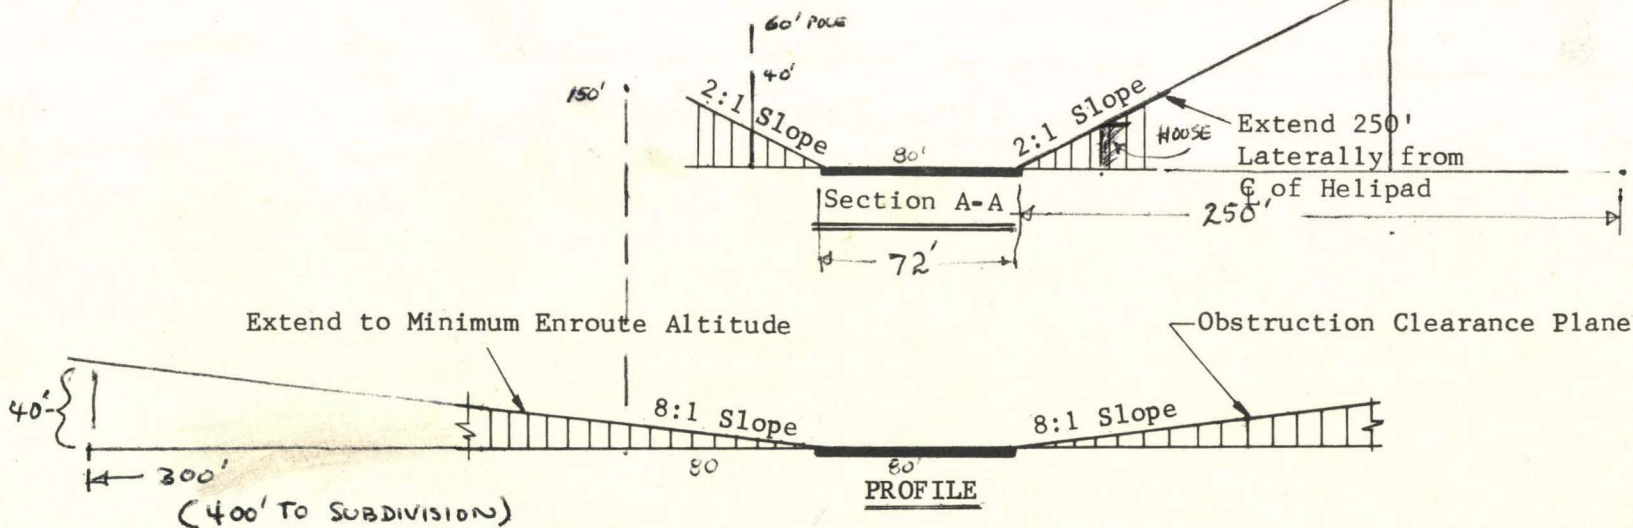 60' POLE
40'
150'
2:1 Slope
80'
2:1 Slope
HOUSE
Extend 250'
Laterally from
℄ of Helipad
Section A-A
250'
72'
Extend to Minimum Enroute Altitude
Obstruction Clearance Plane
40'
8:1 Slope
8:1 Slope
80
80'
300'
PROFILE
(400' TO SUBDIVISION)